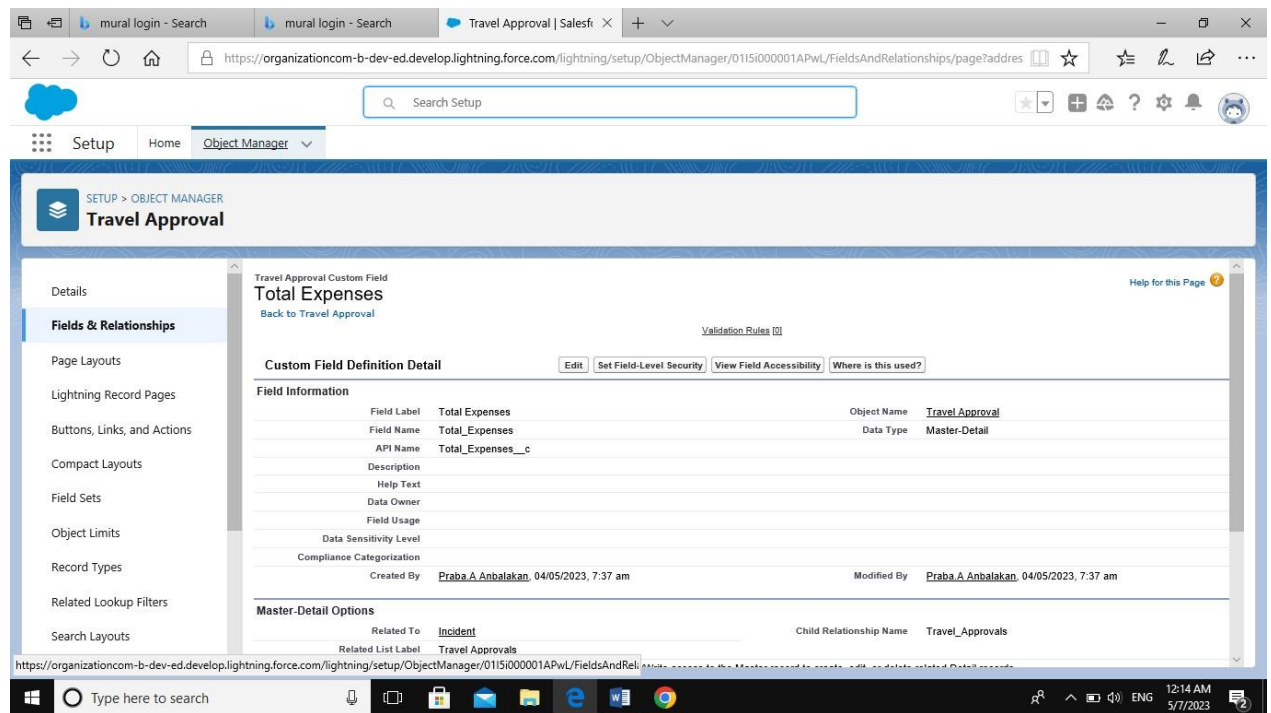 mural login - Search
mural login - Search
Travel Approval | Salesf
https://organizationcom-b-dev-ed.develop.lightning.force.com/lightning/setup/ObjectManager/01I5i000001APwL/FieldsAndRelationships/page?addres
Search Setup
Setup Home Object Manager
SETUP > OBJECT MANAGER
Travel Approval
Details
Fields & Relationships
Page Layouts
Lightning Record Pages
Buttons, Links, and Actions
Compact Layouts
Field Sets
Object Limits
Record Types
Related Lookup Filters
Search Layouts
Travel Approval Custom Field
Total Expenses
Back to Travel Approval
Help for this Page
Validation Rules [0]
Custom Field Definition Detail Edit Set Field-Level Security View Field Accessibility Where is this used?
Field Information
Field Label Total Expenses Object Name Travel Approval
Field Name Total_Expenses Data Type Master-Detail
API Name Total_Expenses__c
Description
Help Text
Data Owner
Field Usage
Data Sensitivity Level
Compliance Categorization
Created By Praba.A Anbalakan, 04/05/2023, 7:37 am Modified By Praba.A Anbalakan, 04/05/2023, 7:37 am
Master-Detail Options
Related To Incident Child Relationship Name Travel_Approvals
Related List Label Travel Approvals
https://organizationcom-b-dev-ed.develop.lightning.force.com/lightning/setup/ObjectManager/01I5i000001APwL/FieldsAndRel
Type here to search
ENG 12:14 AM
5/7/2023
2